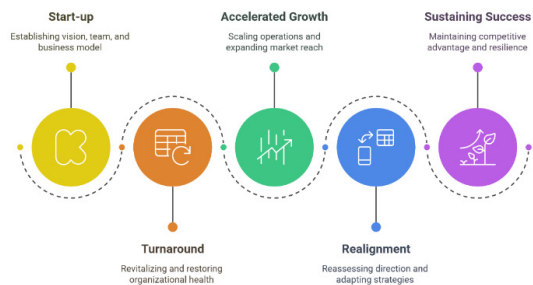 Start-up
Establishing vision, team, and
business model
Accelerated Growth
Scaling operations and
expanding market reach
Sustaining Success
Maintaining competitive
advantage and resilience
Turnaround
Revitalizing and restoring
organizational health
Realignment
Reassessing direction and
adapting strategies